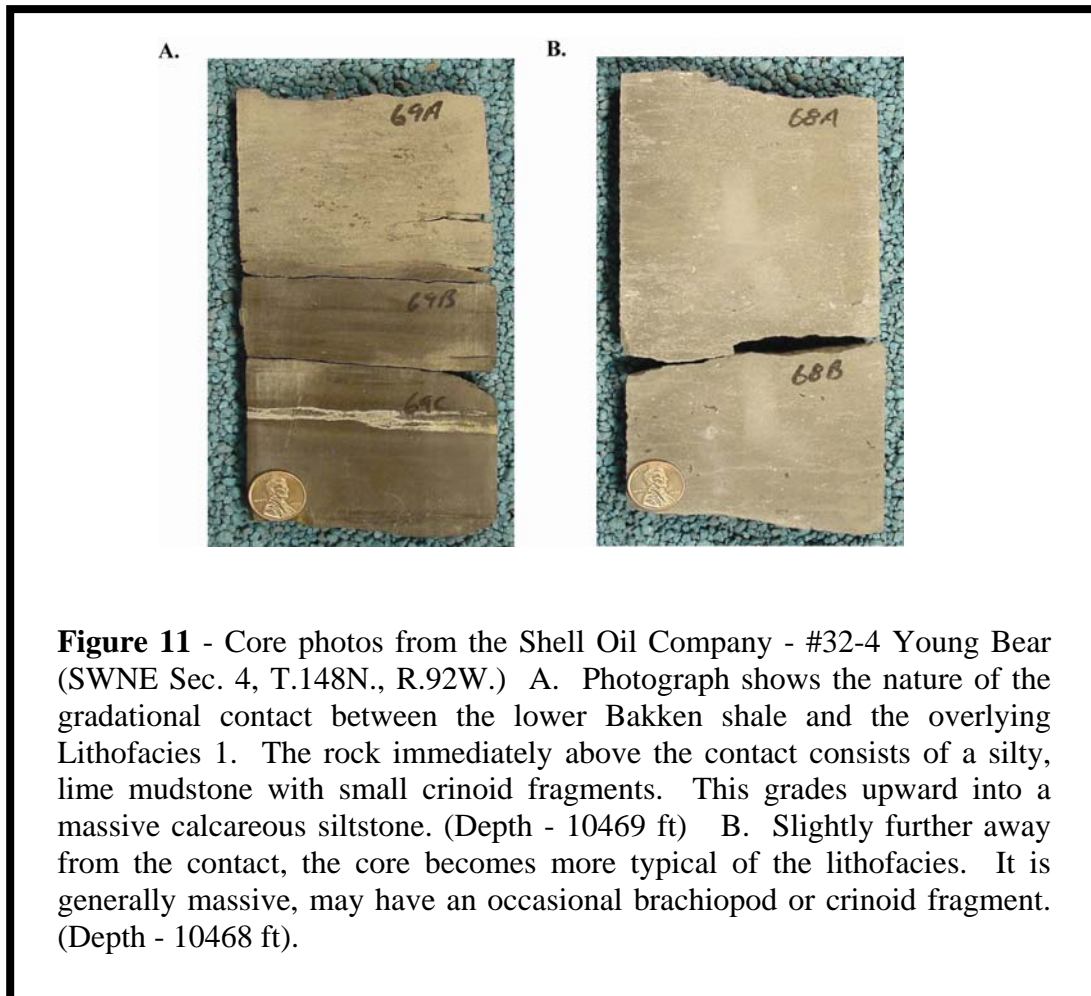 A.
B.
69A
69B
69C
68A
68B
Figure 11 - Core photos from the Shell Oil Company - #32-4 Young Bear
(SWNE Sec. 4, T.148N., R.92W.) A. Photograph shows the nature of the
gradational contact between the lower Bakken shale and the overlying
Lithofacies 1. The rock immediately above the contact consists of a silty,
lime mudstone with small crinoid fragments. This grades upward into a
massive calcareous siltstone. (Depth - 10469 ft) B. Slightly further away
from the contact, the core becomes more typical of the lithofacies. It is
generally massive, may have an occasional brachiopod or crinoid fragment.
(Depth - 10468 ft).